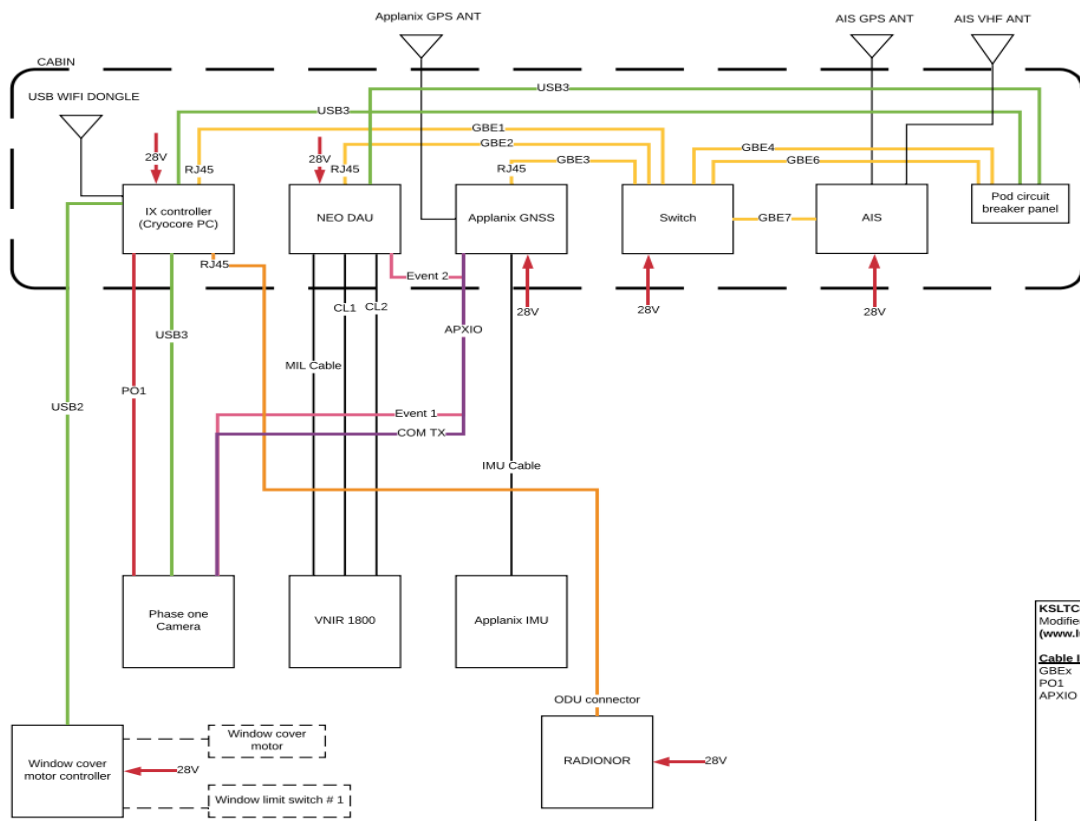 Applanix GPS ANT
AIS GPS ANT
AIS VHF ANT
CABIN
USB WIFI DONGLE
USB3
USB3
GBE1
GBE2
GBE3
GBE4
GBE6
28V
RJ45
28V
RJ45
RJ45
IX controller
(Cryocore PC)
NEO DAU
Applanix GNSS
Switch
GBE7
AIS
Pod circuit
breaker panel
RJ45
Event 2
CL1
CL2
28V
28V
28V
USB3
APXIO
MIL Cable
PO1
USB2
Event 1
COM TX
IMU Cable
Phase one
Camera
VNIR 1800
Applanix IMU
KSLTC
Modifie
(www.l
Cable I
GBEx
PO1
APXIO
ODU connector
Window cover
motor
Window cover
motor controller
28V
RADIONOR
28V
Window limit switch # 1